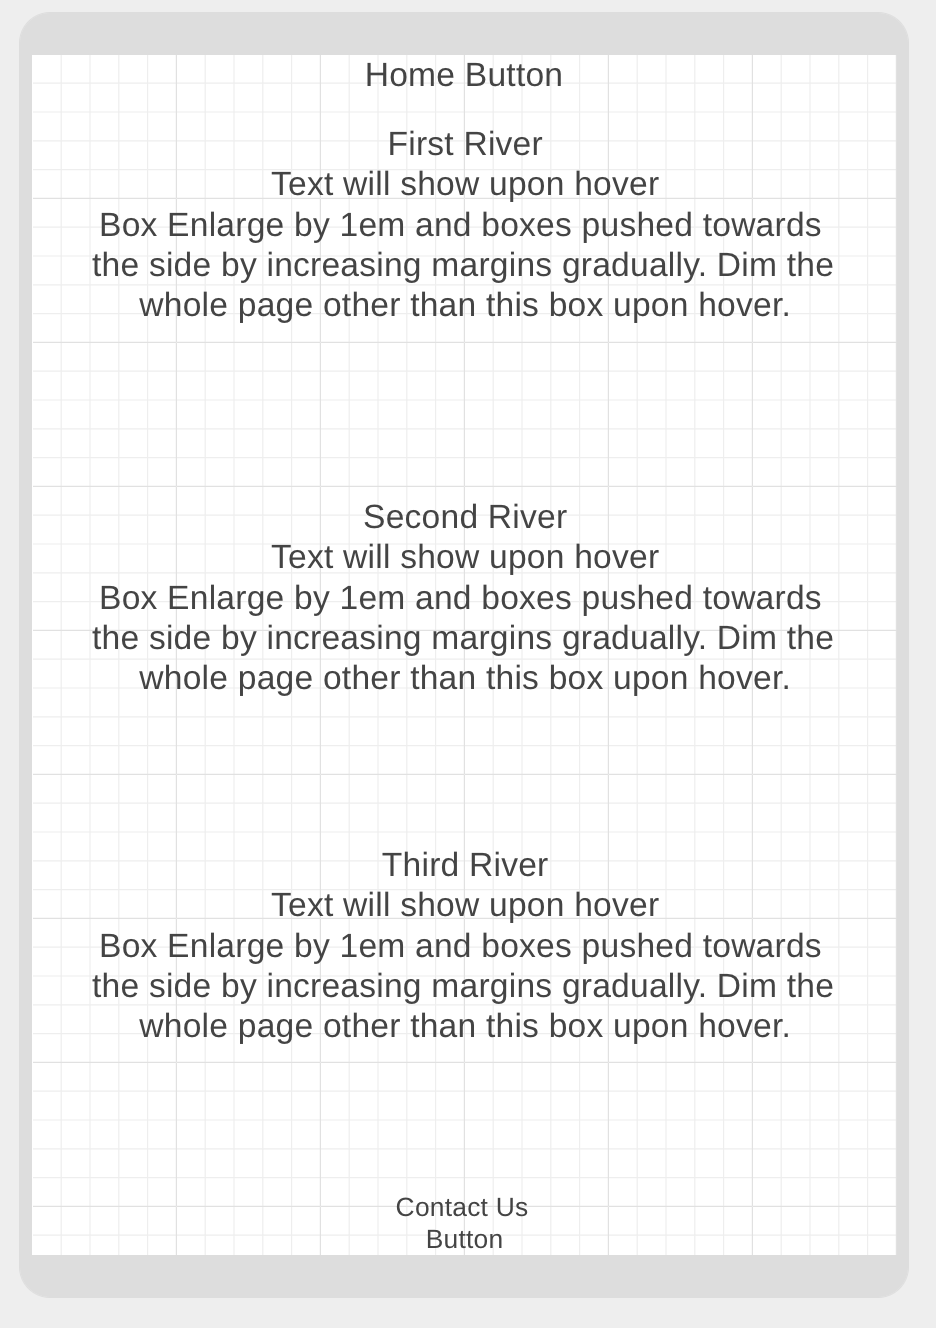 Home Button
First River
Text will show upon hover
Box Enlarge by 1em and boxes pushed towards
the side by increasing margins gradually. Dim the
whole page other than this box upon hover.
Second River
Text will show upon hover
Box Enlarge by 1em and boxes pushed towards
the side by increasing margins gradually. Dim the
whole page other than this box upon hover.
Third River
Text will show upon hover
Box Enlarge by 1em and boxes pushed towards
the side by increasing margins gradually. Dim the
whole page other than this box upon hover.
Contact Us
Button